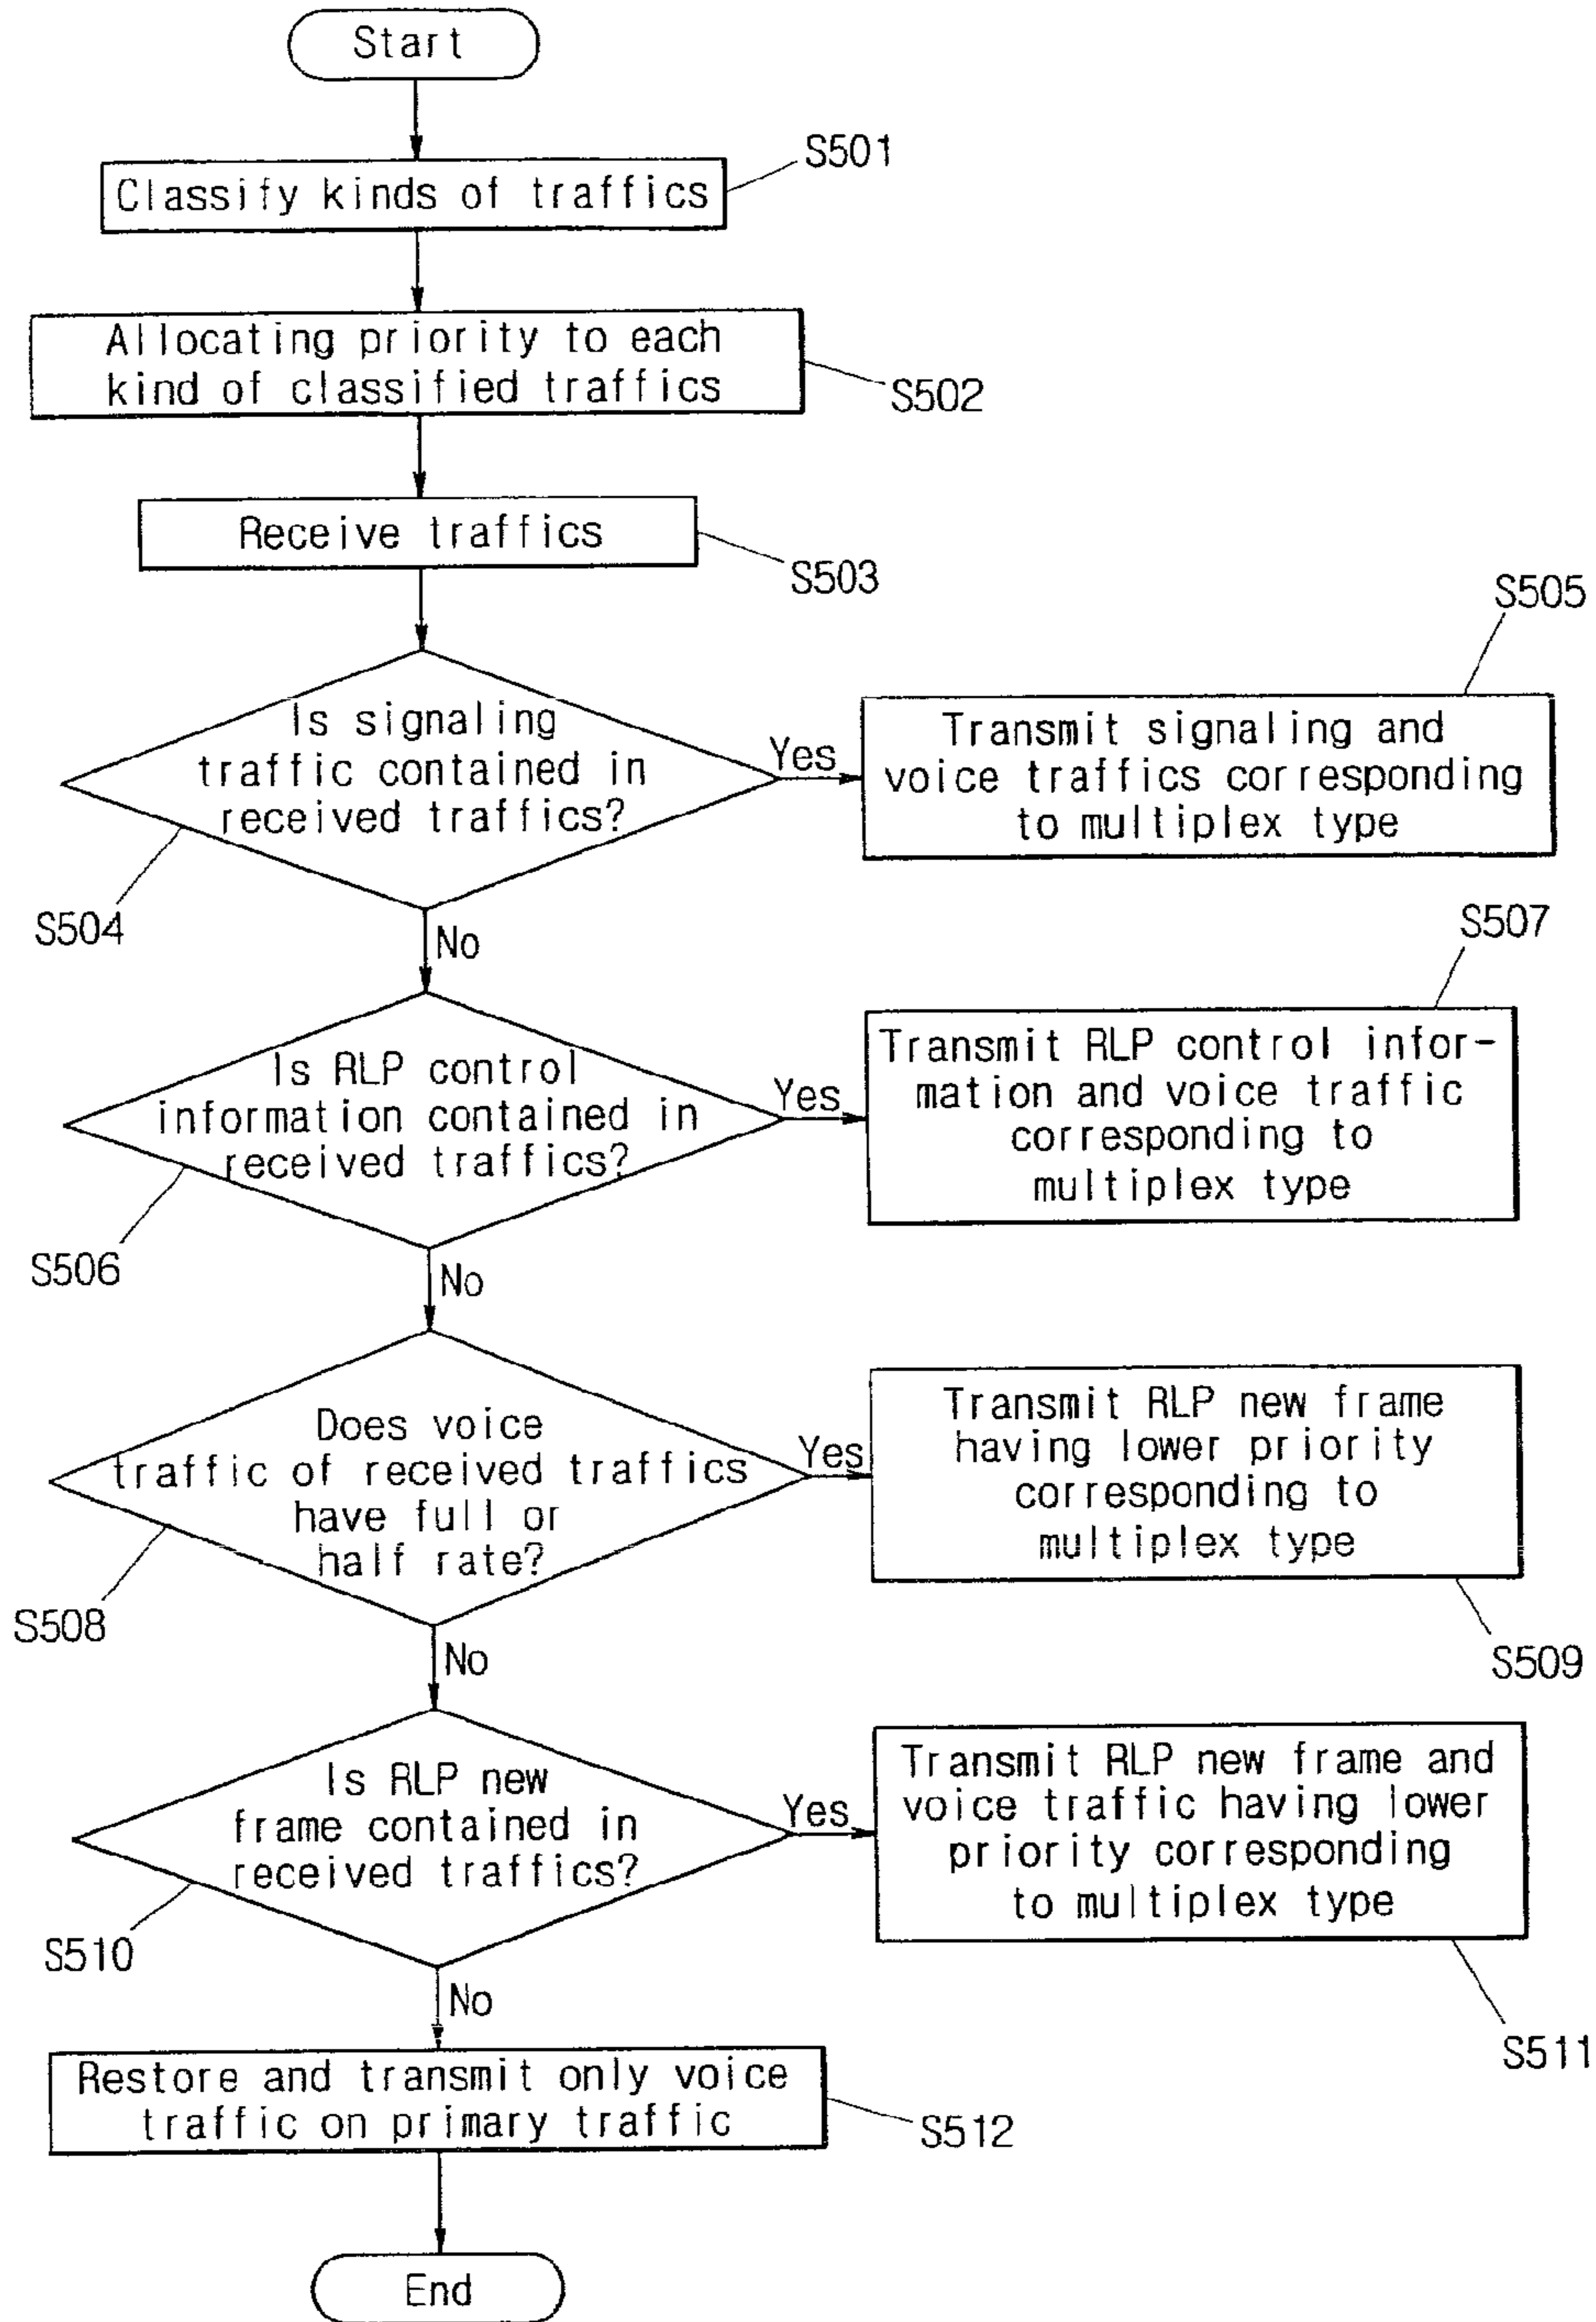 Start
Classify kinds of traffics
S501
Allocating priority to each
kind of classified traffics
S502
Receive traffics
S503
Is signaling
traffic contained in
received traffics?
S504
Yes
Transmit signaling and
voice traffics corresponding
to multiplex type
S505
No
Is RLP control
information contained in
received traffics?
S506
Yes
Transmit RLP control infor-
mation and voice traffic
corresponding to
multiplex type
S507
No
Does voice
traffic of received traffics
have full or
half rate?
S508
Yes
Transmit RLP new frame
having lower priority
corresponding to
multiplex type
S509
No
Is RLP new
frame contained in
received traffics?
S510
Yes
Transmit RLP new frame and
voice traffic having lower
priority corresponding
to multiplex type
S511
No
Restore and transmit only voice
traffic on primary traffic
S512
End